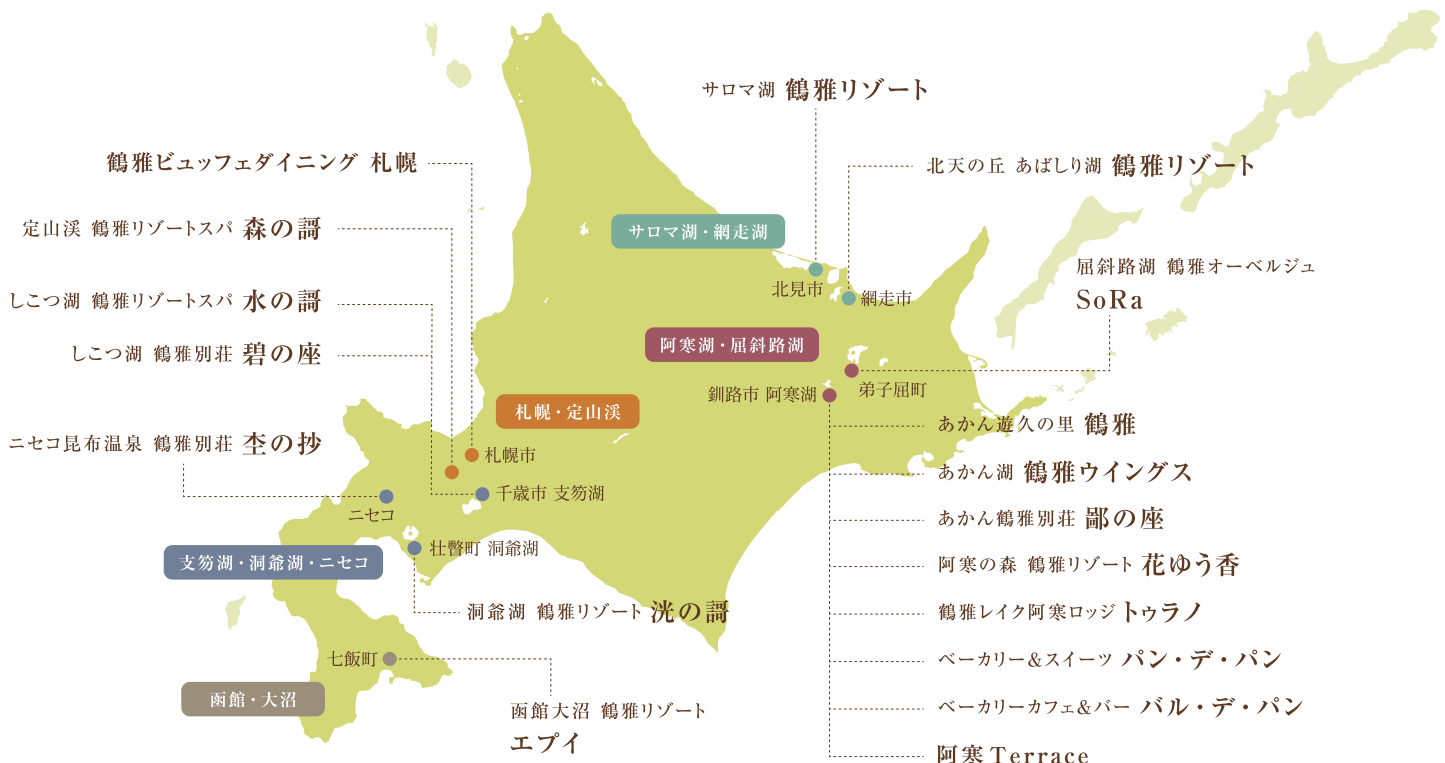 サロマ湖 鶴雅リゾート
鶴雅ビュッフェダイニング 札幌
北天の丘 あばしり湖 鶴雅リゾート
定山渓 鶴雅リゾートスパ 森の謌
サロマ湖・網走湖
屈斜路湖 鶴雅オーベルジュ
SoRa
北見市
網走市
しこつ湖 鶴雅リゾートスパ 水の謌
阿寒湖・屈斜路湖
しこつ湖 鶴雅別荘 碧の座
弟子屈町
釧路市 阿寒湖
札幌・定山渓
あかん遊久の里 鶴雅
ニセコ昆布温泉 鶴雅別荘 杢の抄
札幌市
あかん湖 鶴雅ウイングス
千歳市 支笏湖
ニセコ
あかん鶴雅別荘 鄙の座
壮瞥町 洞爺湖
支笏湖・洞爺湖・ニセコ
阿寒の森 鶴雅リゾート 花ゆう香
洞爺湖 鶴雅リゾート 洸の謌
鶴雅レイク阿寒ロッジ トゥラノ
七飯町
ベーカリー&スイーツ パン・デ・パン
函館・大沼
函館大沼 鶴雅リゾート
エプイ
ベーカリーカフェ&バー バル・デ・パン
阿寒 Terrace